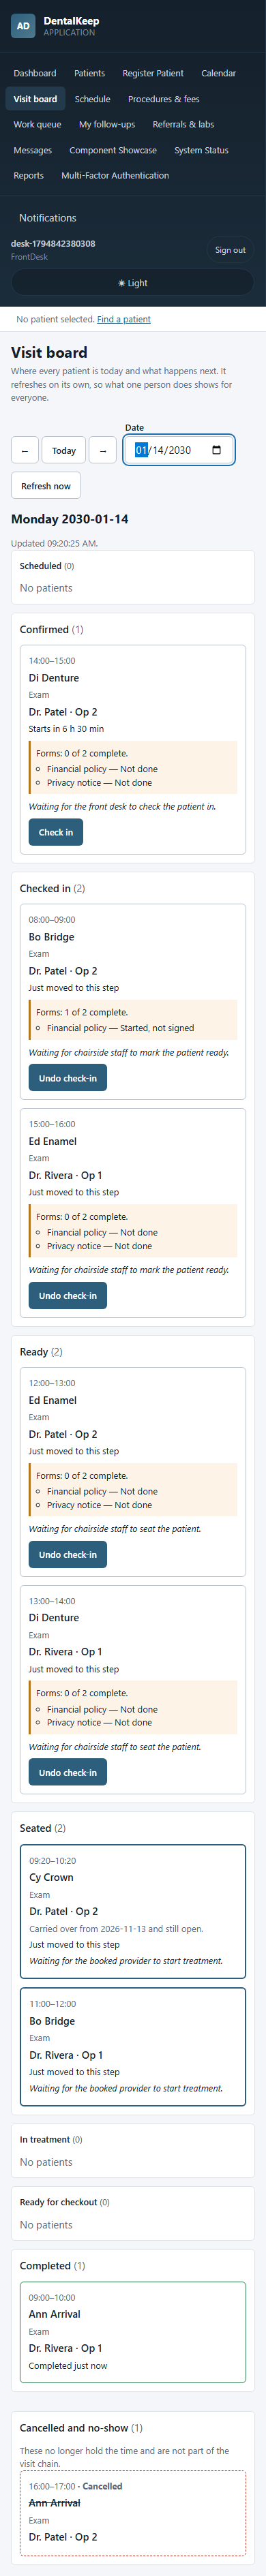 AD
DentalKeep
APPLICATION
Dashboard Patients Register Patient Calendar
Visit board Schedule Procedures & fees
Work queue My follow-ups Referrals & labs
Messages Component Showcase System Status
Reports Multi-Factor Authentication
Notifications
desk-1794842380308
FrontDesk
Sign out
☀ Light
No patient selected. Find a patient
Visit board
Where every patient is today and what happens next. It
refreshes on its own, so what one person does shows for
everyone.
Date
← Today → 01/14/2030
Refresh now
Monday 2030-01-14
Updated 09:20:25 AM.
Scheduled (0)
No patients
Confirmed (1)
14:00–15:00
Di Denture
Exam
Dr. Patel · Op 2
Starts in 6 h 30 min
Forms: 0 of 2 complete.
Financial policy — Not done
Privacy notice — Not done
Waiting for the front desk to check the patient in.
Check in
Checked in (2)
08:00–09:00
Bo Bridge
Exam
Dr. Patel · Op 2
Just moved to this step
Forms: 1 of 2 complete.
Financial policy — Started, not signed
Waiting for chairside staff to mark the patient ready.
Undo check-in
15:00–16:00
Ed Enamel
Exam
Dr. Rivera · Op 1
Just moved to this step
Forms: 0 of 2 complete.
Financial policy — Not done
Privacy notice — Not done
Waiting for chairside staff to mark the patient ready.
Undo check-in
Ready (2)
12:00–13:00
Ed Enamel
Exam
Dr. Patel · Op 2
Just moved to this step
Forms: 0 of 2 complete.
Financial policy — Not done
Privacy notice — Not done
Waiting for chairside staff to seat the patient.
Undo check-in
13:00–14:00
Di Denture
Exam
Dr. Rivera · Op 1
Just moved to this step
Forms: 0 of 2 complete.
Financial policy — Not done
Privacy notice — Not done
Waiting for chairside staff to seat the patient.
Undo check-in
Seated (2)
09:20–10:20
Cy Crown
Exam
Dr. Patel · Op 2
Carried over from 2026-11-13 and still open.
Just moved to this step
Waiting for the booked provider to start treatment.
11:00–12:00
Bo Bridge
Exam
Dr. Rivera · Op 1
Just moved to this step
Waiting for the booked provider to start treatment.
In treatment (0)
No patients
Ready for checkout (0)
No patients
Completed (1)
09:00–10:00
Ann Arrival
Exam
Dr. Rivera · Op 1
Completed just now
Cancelled and no-show (1)
These no longer hold the time and are not part of the
visit chain.
16:00–17:00 · Cancelled
Ann Arrival
Exam
Dr. Patel · Op 2